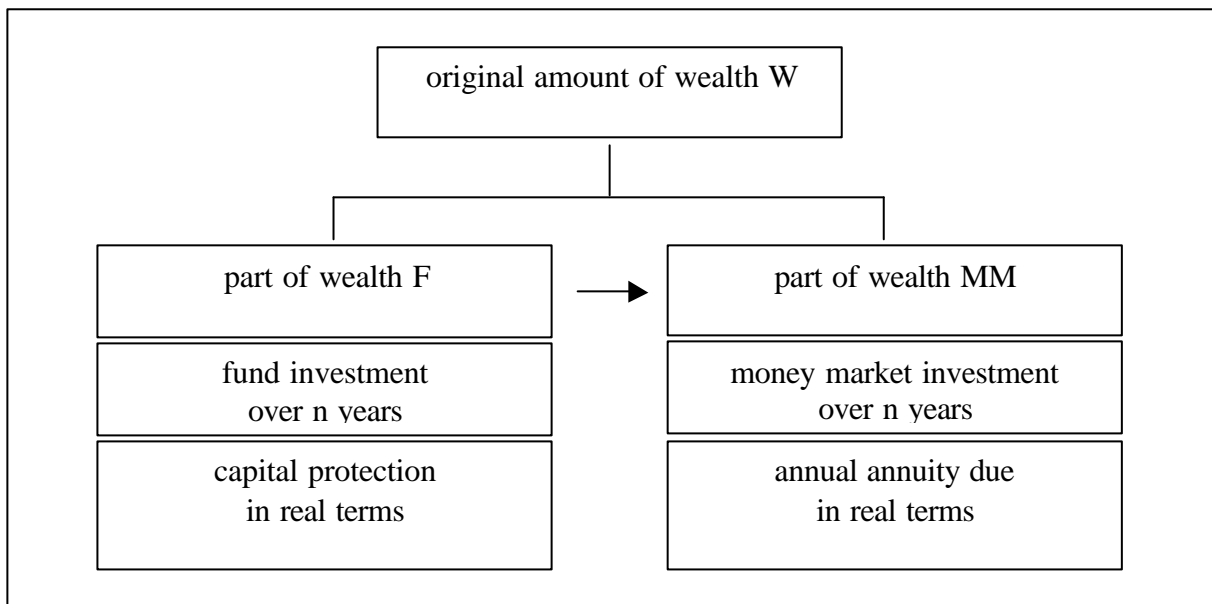 original amount of wealth W
part of wealth F
part of wealth MM
fund investment
over n years
money market investment
over n years
capital protection
in real terms
annual annuity due
in real terms